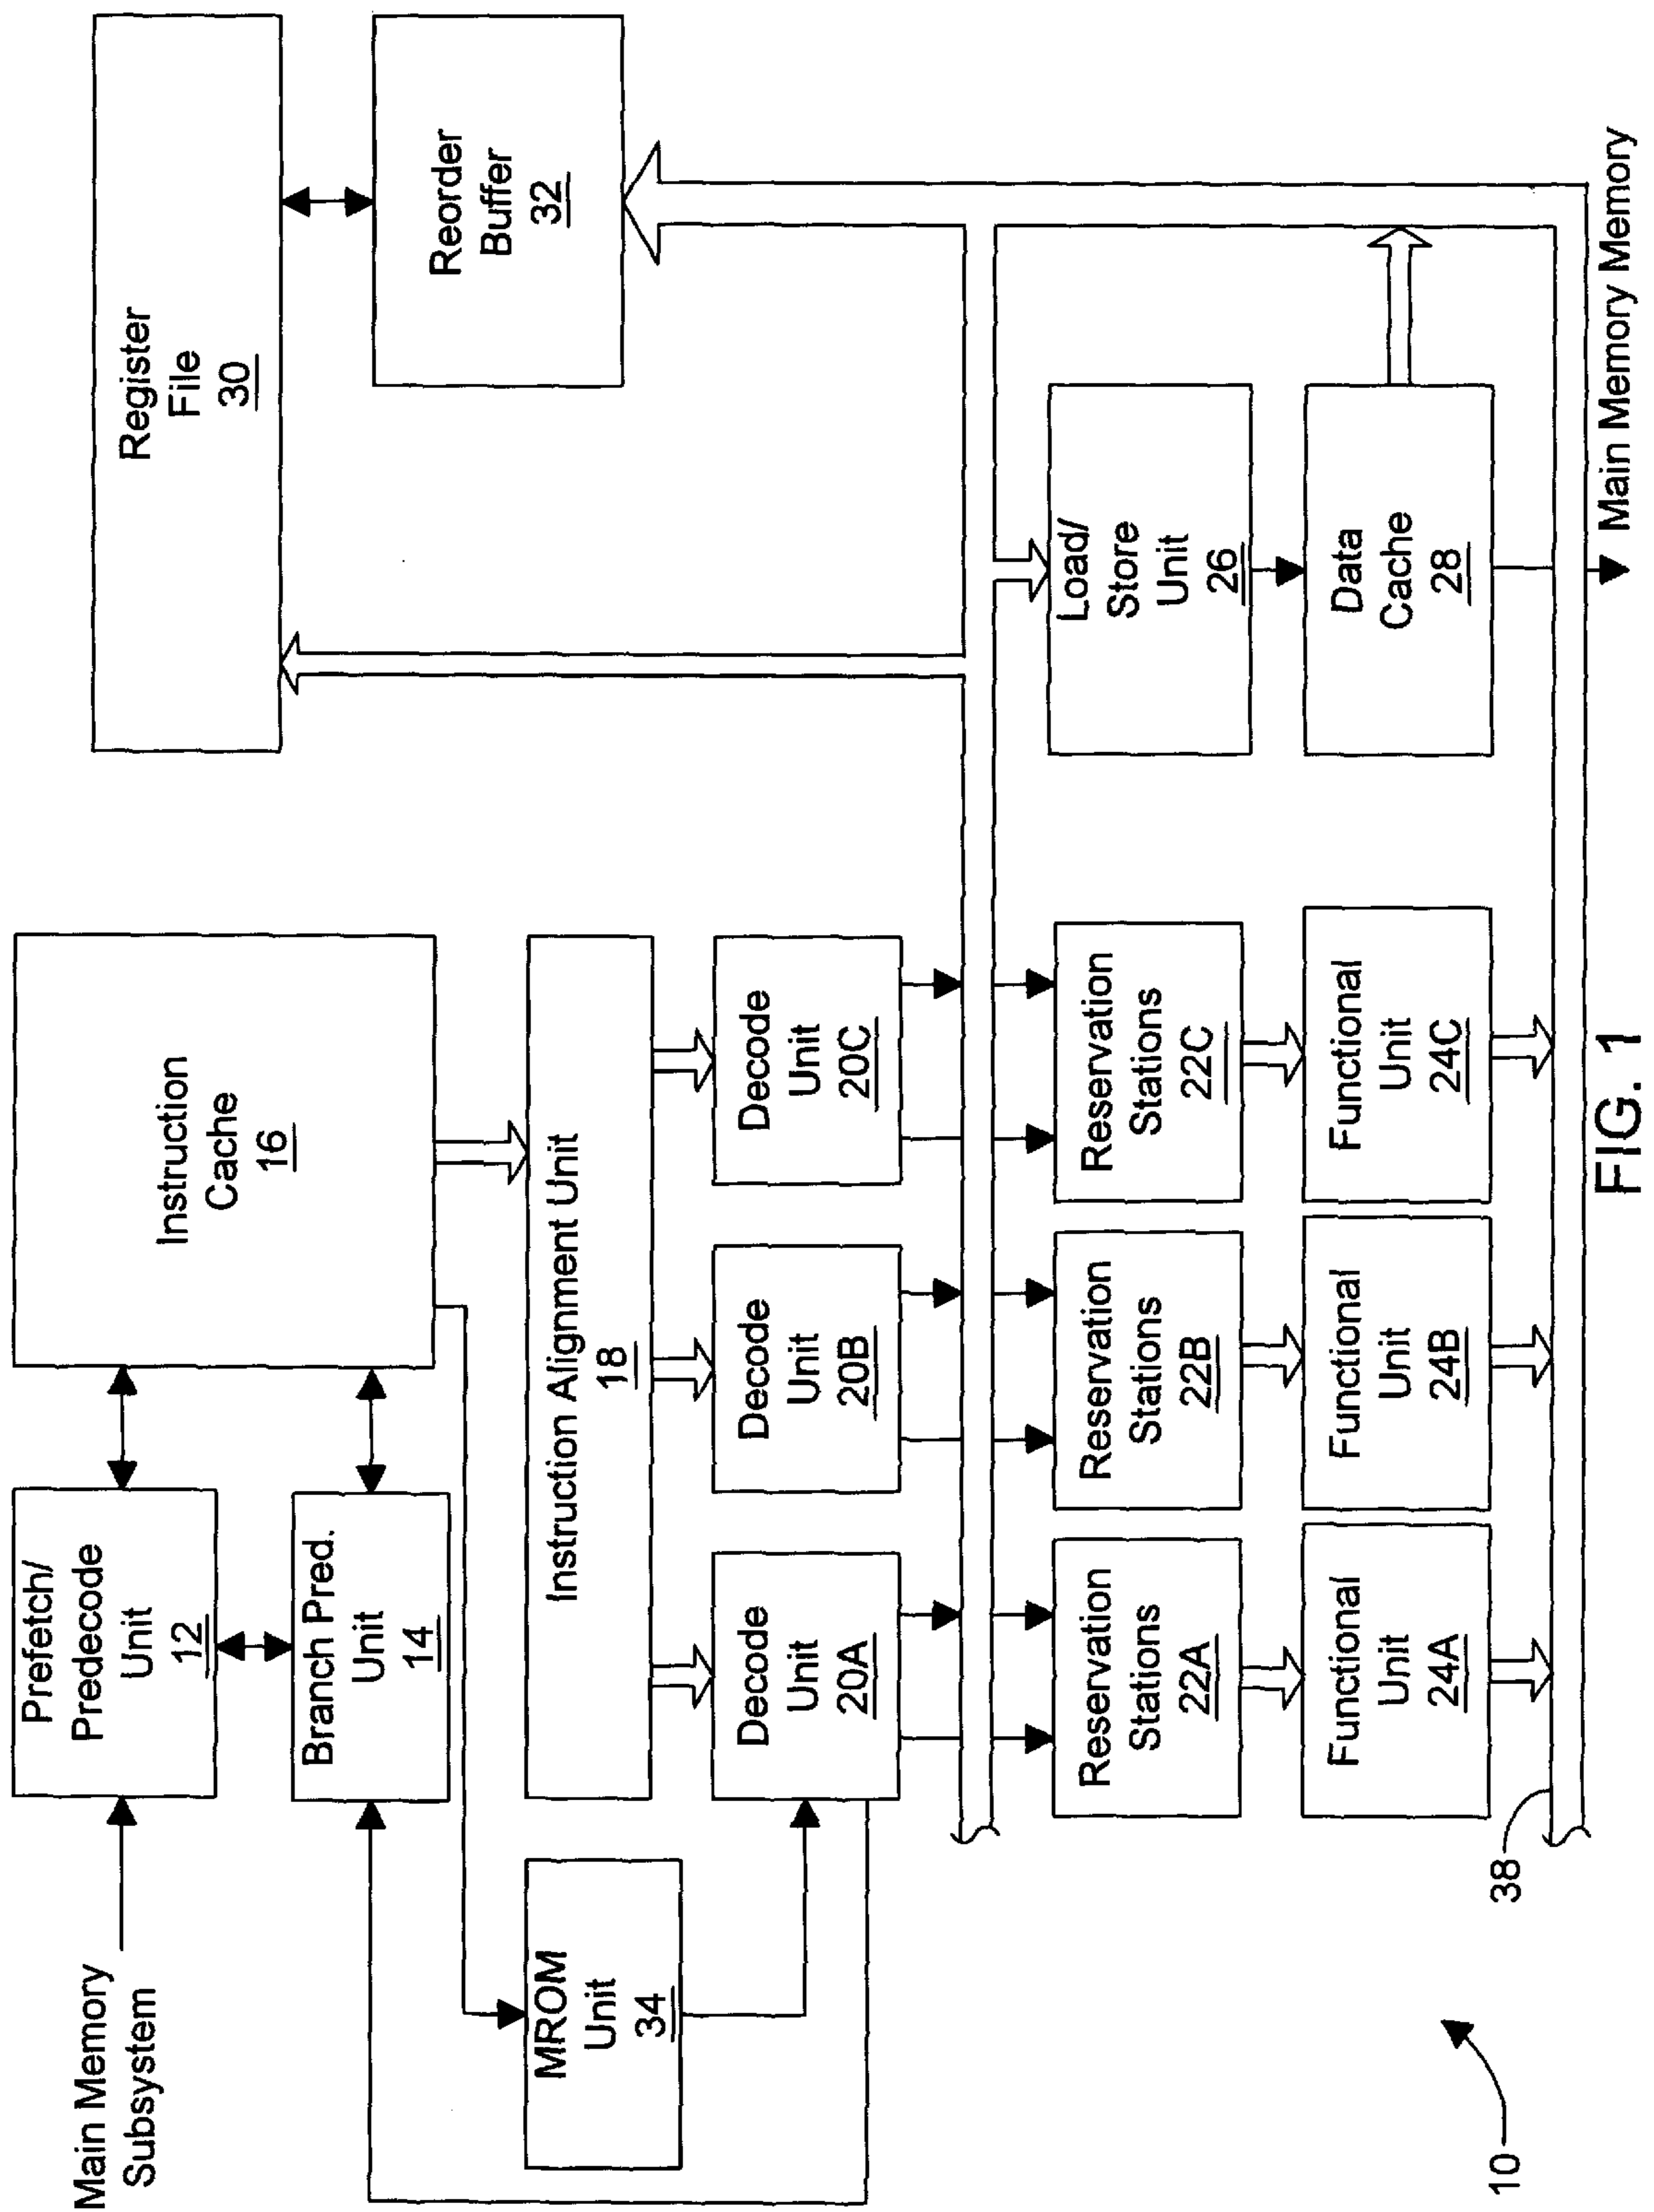 Main Memory
Subsystem
Prefetch/
Predecode
Unit
12
Branch Pred.
Unit
14
Instruction
Cache
16
Register
File
30
Reorder
Buffer
32
MROM
Unit
34
Instruction Alignment Unit
18
Decode
Unit
20A
Decode
Unit
20B
Decode
Unit
20C
Reservation
Stations
22A
Reservation
Stations
22B
Reservation
Stations
22C
Load/
Store
Unit
26
Functional
Unit
24A
Functional
Unit
24B
Functional
Unit
24C
Data
Cache
28
38
Main Memory Memory
10
FIG. 1